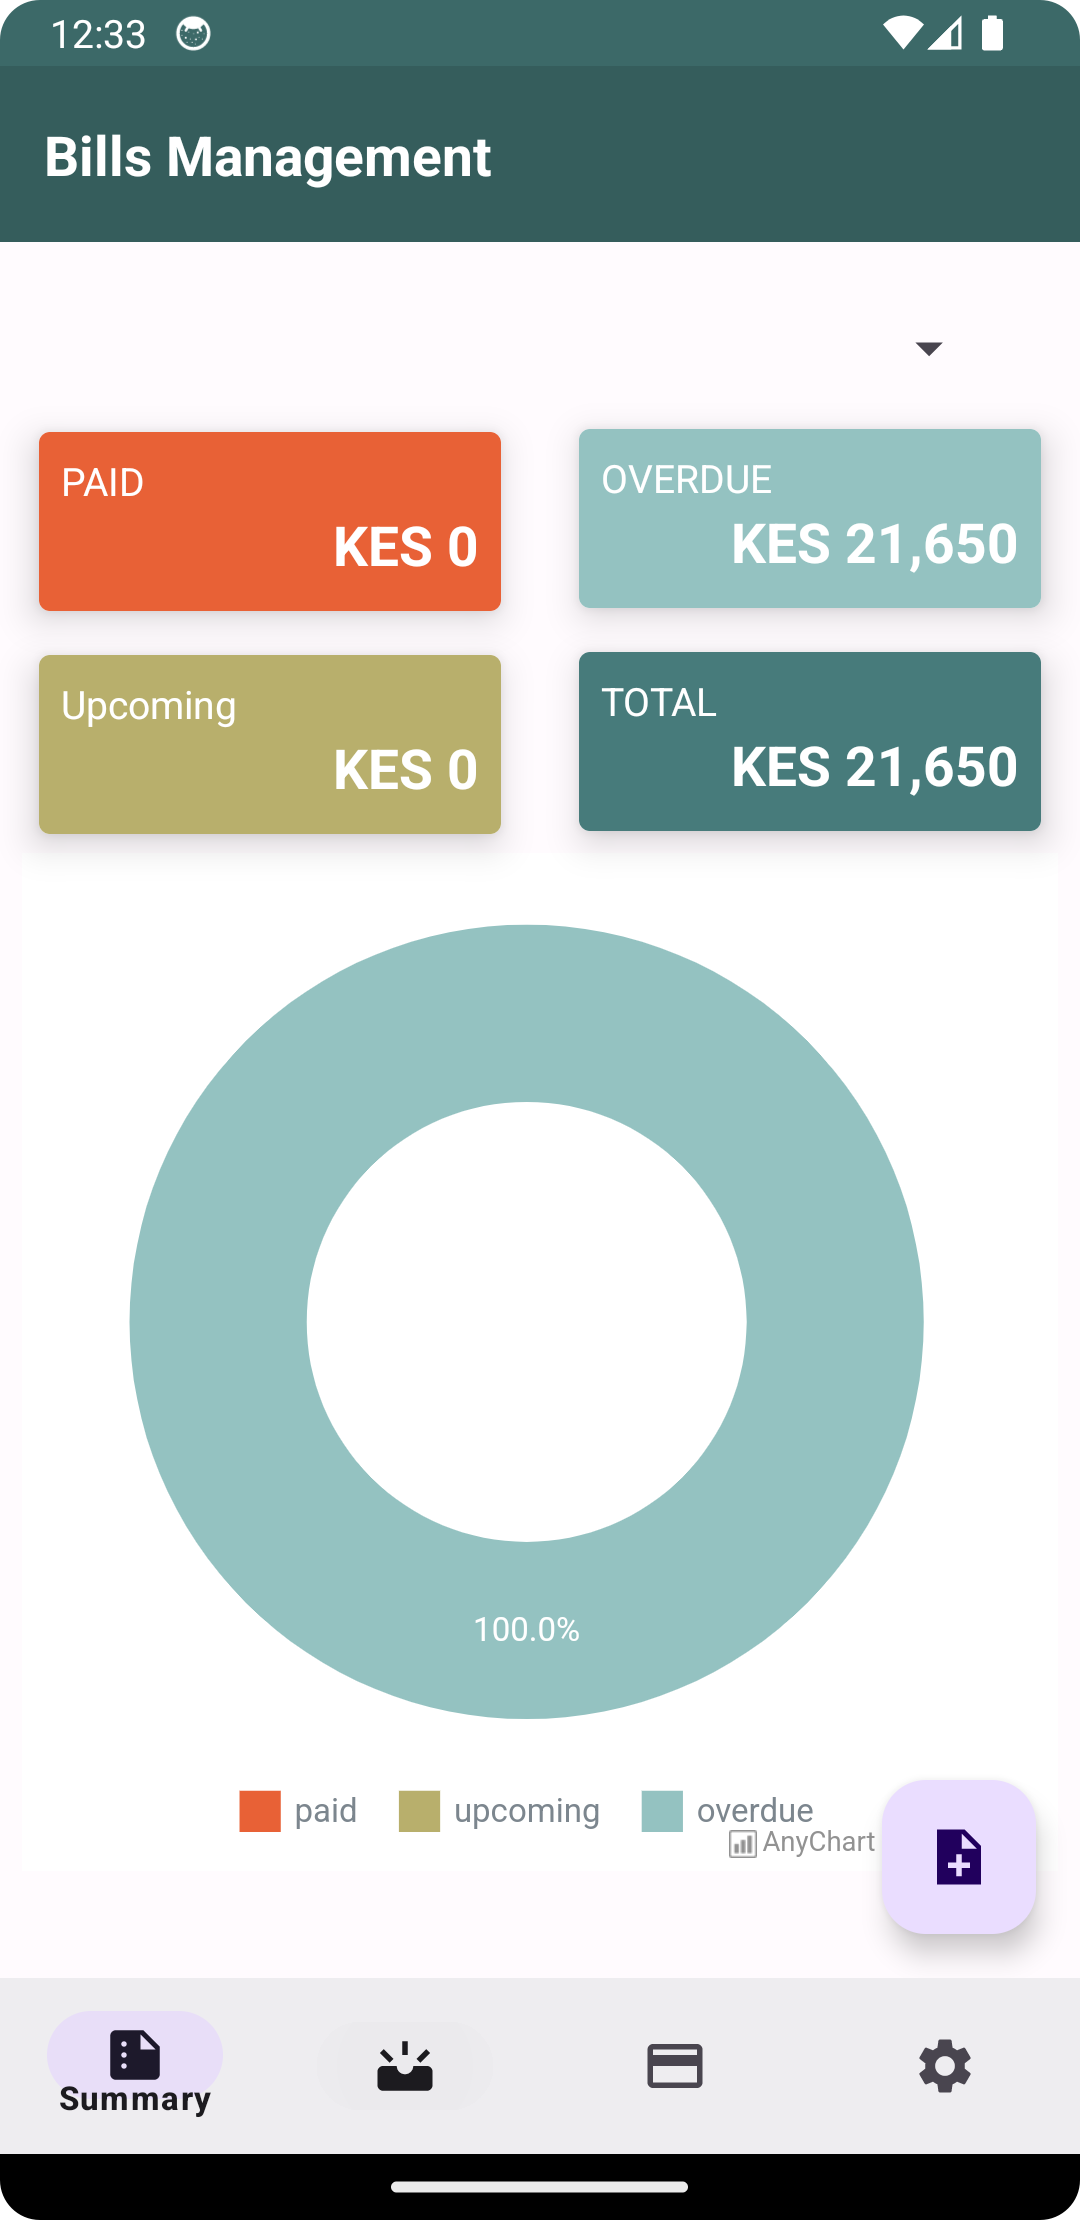 12:33
Bills Management
PAID
KES 0
OVERDUE
KES 21,650
Upcoming
KES 0
TOTAL
KES 21,650
100.0%
paid upcoming overdue
AnyChart
Summary